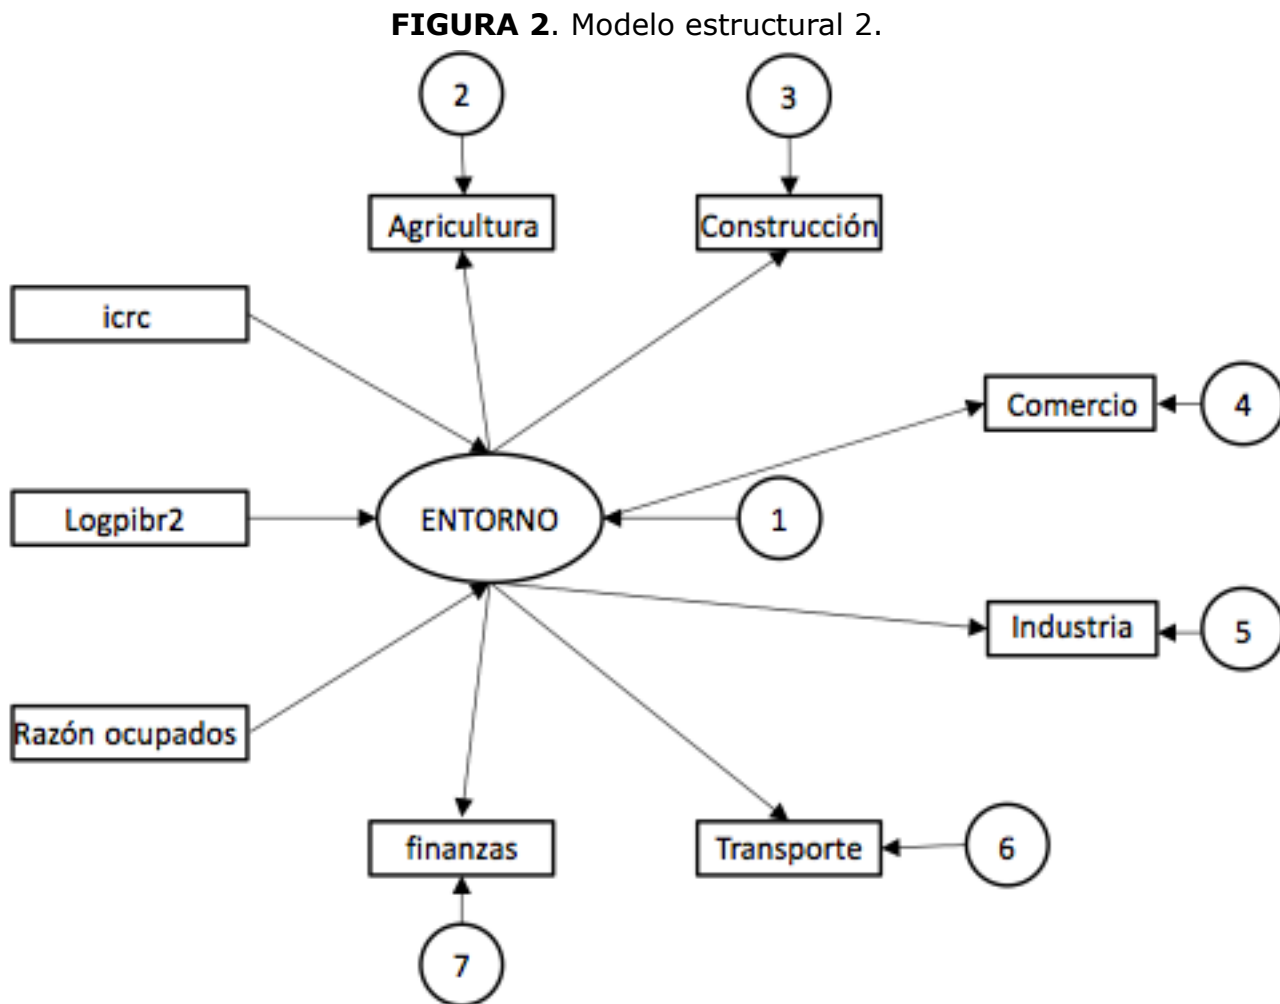 FIGURA 2. Modelo estructural 2.
2
3
Agricultura
Construcción
icrc
Comercio
4
Logpibr2
ENTORNO
1
Industria
5
Razón ocupados
finanzas
Transporte
6
7